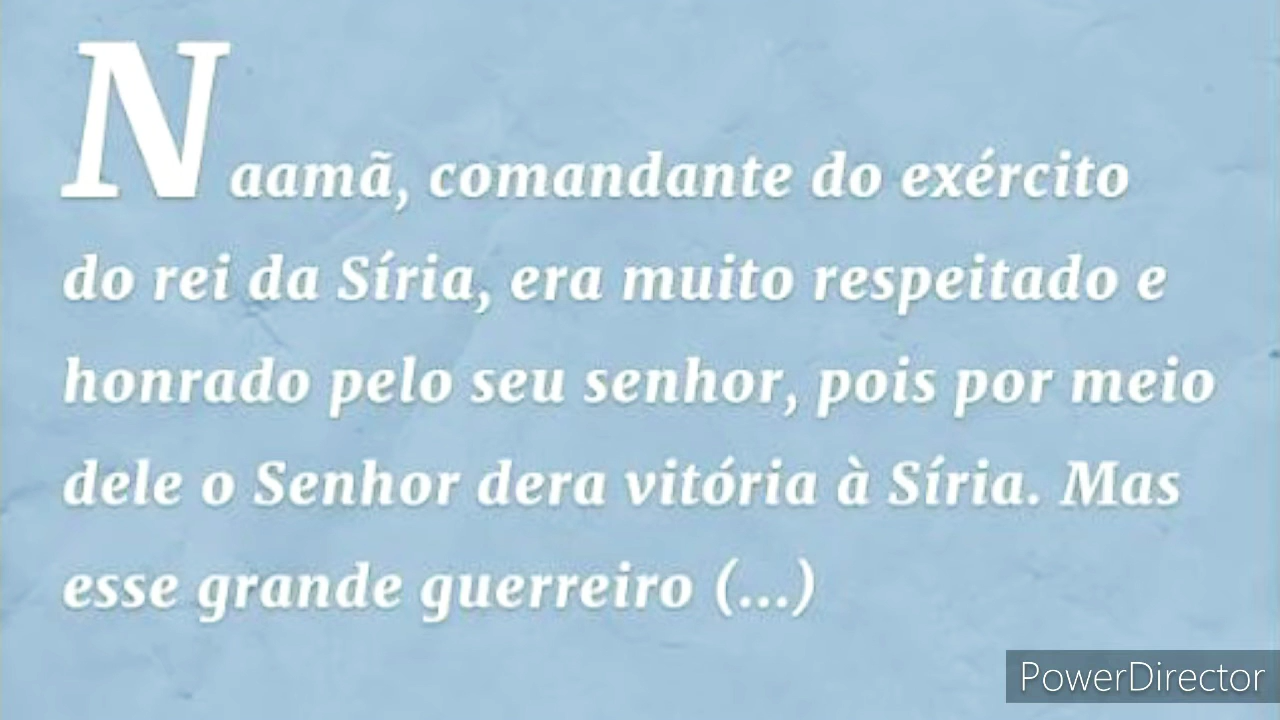 Naamã, comandante do exército
do rei da Síria, era muito respeitado e
honrado pelo seu senhor, pois por meio
dele o Senhor dera vitória à Síria. Mas
esse grande guerreiro (...)
PowerDirector